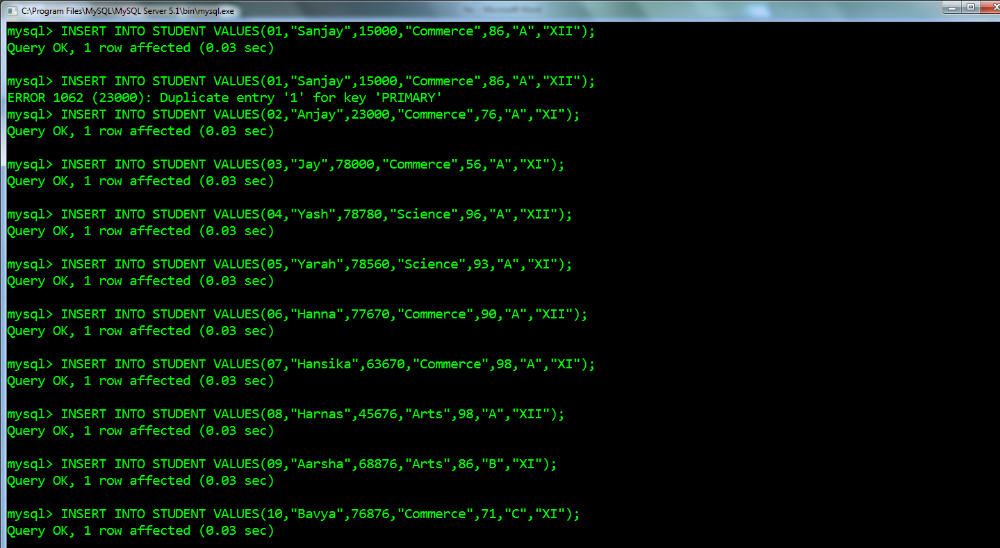 C:\Program Files\MySQL\MySQL Server 5.1\bin\mysql.exe
mysql> INSERT INTO STUDENT VALUES(01,"Sanjay",15000,"Commerce",86,"A","XII");
Query OK, 1 row affected (0.03 sec)
mysql> INSERT INTO STUDENT VALUES(01,"Sanjay",15000,"Commerce",86,"A","XII");
ERROR 1062 (23000): Duplicate entry '1' for key 'PRIMARY'
mysql> INSERT INTO STUDENT VALUES(02,"Anjay",23000,"Commerce",76,"A","XI");
Query OK, 1 row affected (0.03 sec)
mysql> INSERT INTO STUDENT VALUES(03,"Jay",78000,"Commerce",56,"A","XI");
Query OK, 1 row affected (0.03 sec)
mysql> INSERT INTO STUDENT VALUES(04,"Yash",78780,"Science",96,"A","XII");
Query OK, 1 row affected (0.03 sec)
mysql> INSERT INTO STUDENT VALUES(05,"Yarah",78560,"Science",93,"A","XI");
Query OK, 1 row affected (0.03 sec)
mysql> INSERT INTO STUDENT VALUES(06,"Hanna",77670,"Commerce",90,"A","XII");
Query OK, 1 row affected (0.03 sec)
mysql> INSERT INTO STUDENT VALUES(07,"Hansika",63670,"Commerce",98,"A","XI");
Query OK, 1 row affected (0.03 sec)
mysql> INSERT INTO STUDENT VALUES(08,"Harnas",45676,"Arts",98,"A","XII");
Query OK, 1 row affected (0.03 sec)
mysql> INSERT INTO STUDENT VALUES(09,"Aarsha",68876,"Arts",86,"B","XI");
Query OK, 1 row affected (0.03 sec)
mysql> INSERT INTO STUDENT VALUES(10,"Bavya",76876,"Commerce",71,"C","XI");
Query OK, 1 row affected (0.03 sec)